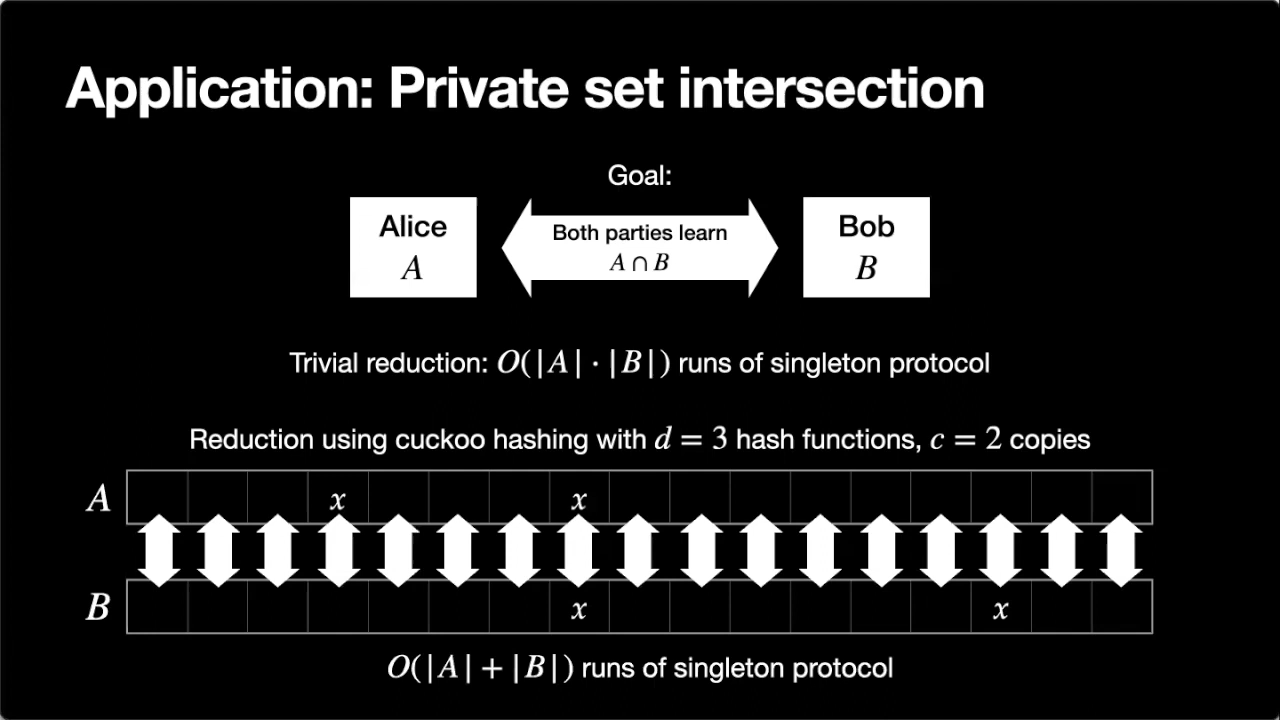 Application: Private set intersection
Goal:
Alice
A
Both parties learn
A ∩ B
Bob
B
Trivial reduction: O(|A| · |B|) runs of singleton protocol
Reduction using cuckoo hashing with d = 3 hash functions, c = 2 copies
A x x
B x x
O(|A| + |B|) runs of singleton protocol